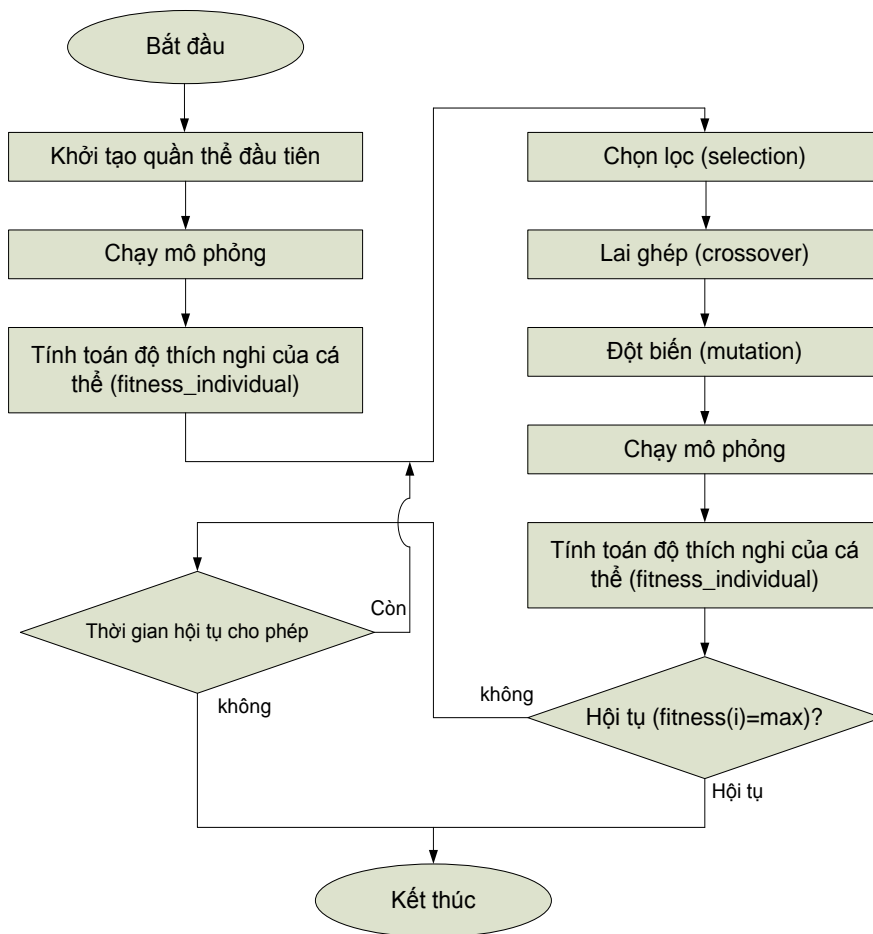 Bắt đầu
Khởi tạo quần thể đầu tiên
Chạy mô phỏng
Tính toán độ thích nghi của cá
thể (fitness_individual)
Chọn lọc (selection)
Lai ghép (crossover)
Đột biến (mutation)
Chạy mô phỏng
Tính toán độ thích nghi của cá
thể (fitness_individual)
Hội tụ (fitness(i)=max)?
không
Hội tụ
Thời gian hội tụ cho phép
Còn
không
Kết thúc